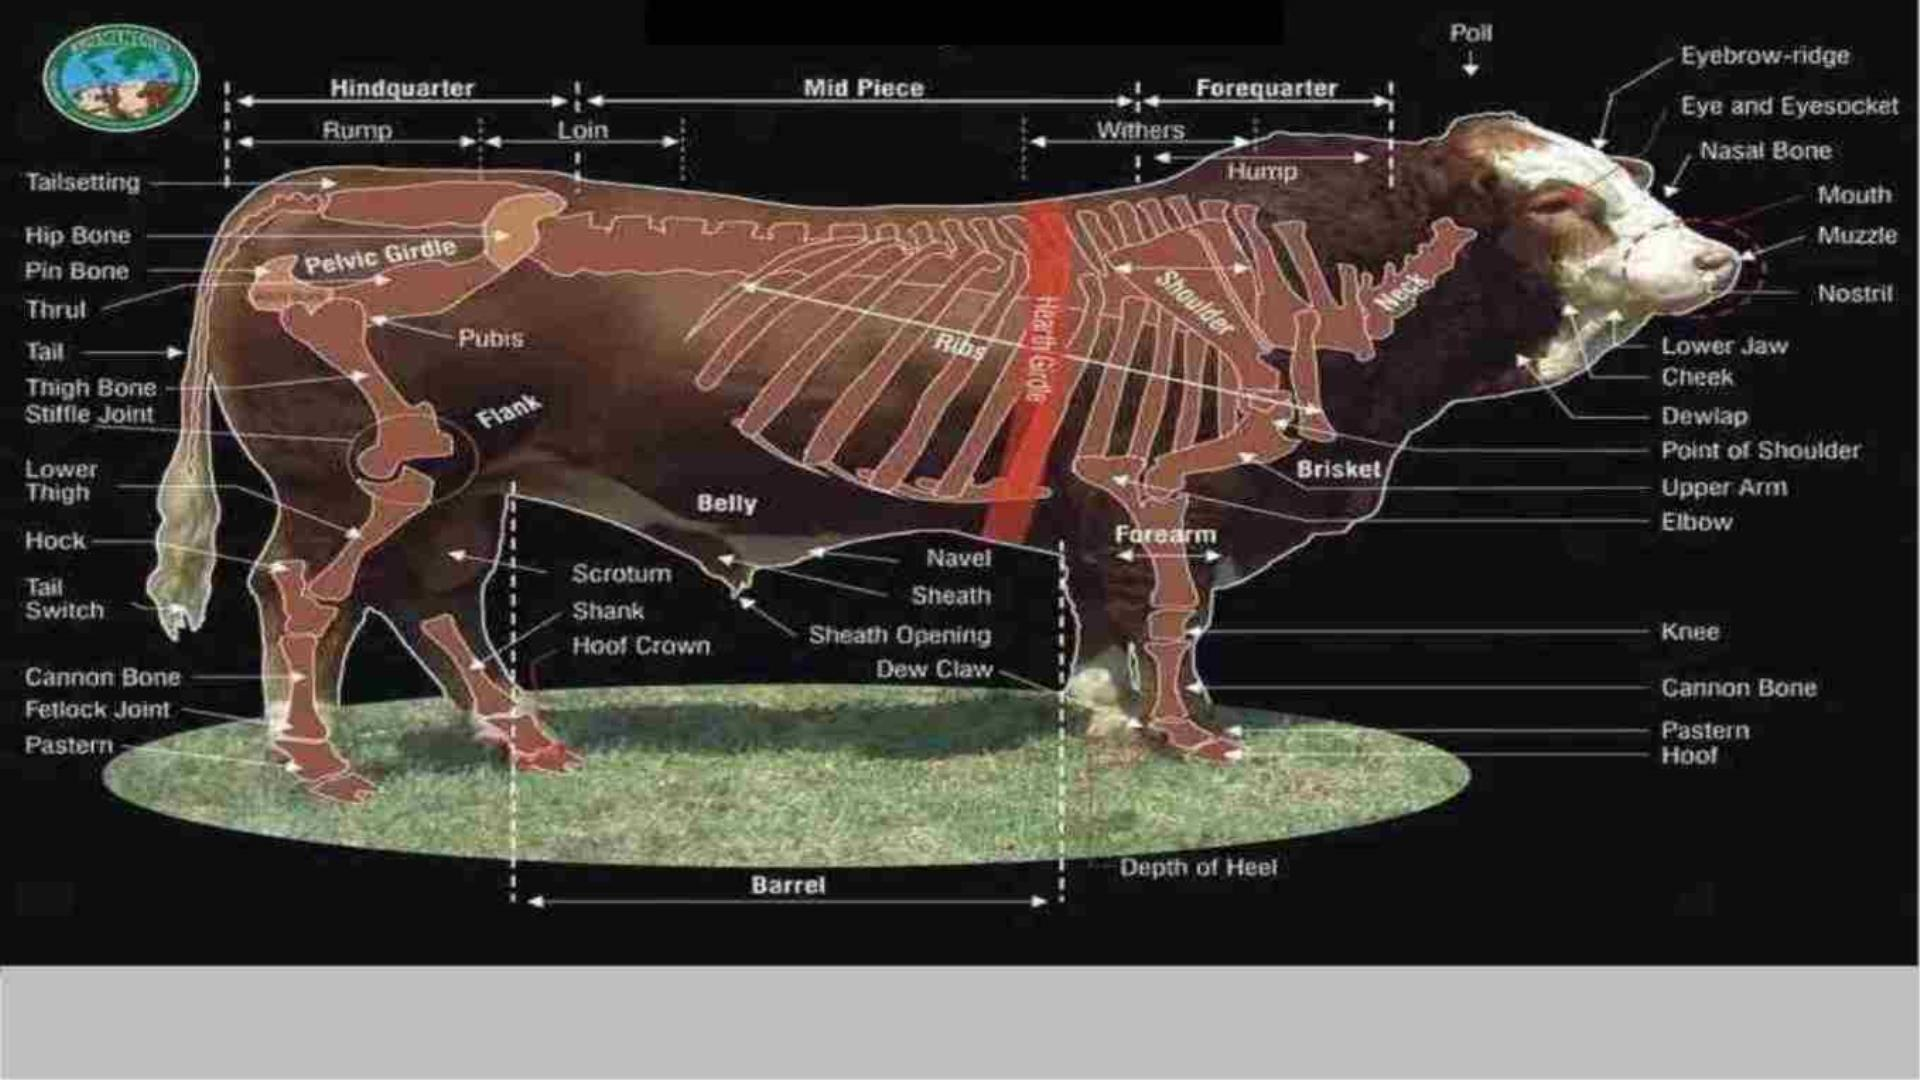 Poll
Eyebrow-ridge
Hindquarter
Mid Piece
Forequarter
Eye and Eyesocket
Rump
Loin
Withers
Nasal Bone
Hump
Tailsetting
Mouth
Hip Bone
Pelvic Girdle
Muzzle
Pin Bone
Shoulder
Neck
Nostril
Thrul
Pubis
Heart/Girdle
Ribs
Tail
Lower Jaw
Thigh Bone
Cheek
Stiffle Joint
Flank
Dewlap
Point of Shoulder
Lower
Thigh
Brisket
Upper Arm
Belly
Elbow
Hock
Forearm
Navel
Scrotum
Tail
Switch
Sheath
Shank
Sheath Opening
Knee
Hoof Crown
Dew Claw
Cannon Bone
Cannon Bone
Fetlock Joint
Pastern
Pastern
Hoof
Depth of Heel
Barrel